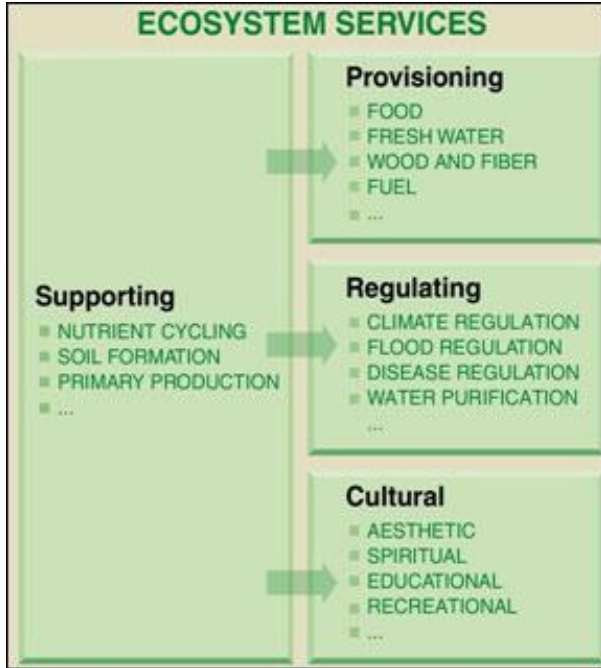 ECOSYSTEM SERVICES
Supporting
NUTRIENT CYCLING
SOIL FORMATION
PRIMARY PRODUCTION
...
Provisioning
FOOD
FRESH WATER
WOOD AND FIBER
FUEL
...
Regulating
CLIMATE REGULATION
FLOOD REGULATION
DISEASE REGULATION
WATER PURIFICATION
...
Cultural
AESTHETIC
SPIRITUAL
EDUCATIONAL
RECREATIONAL
...